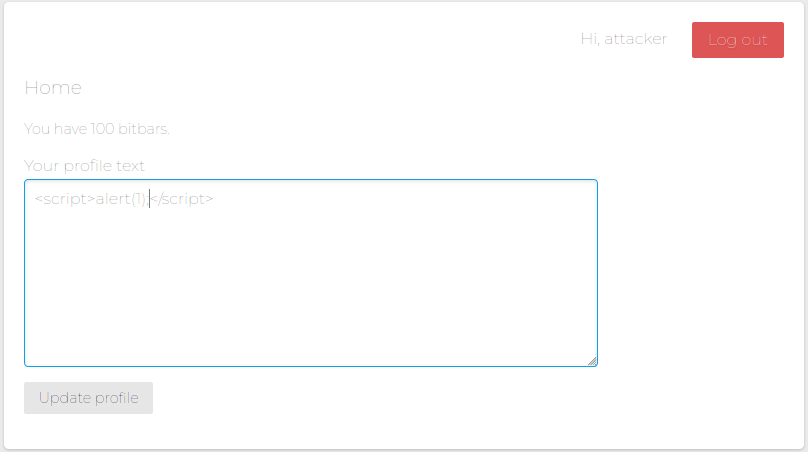 Hi, attacker
Log out
Home
You have 100 bitbars.
Your profile text
<script>alert(1);</script>
Update profile